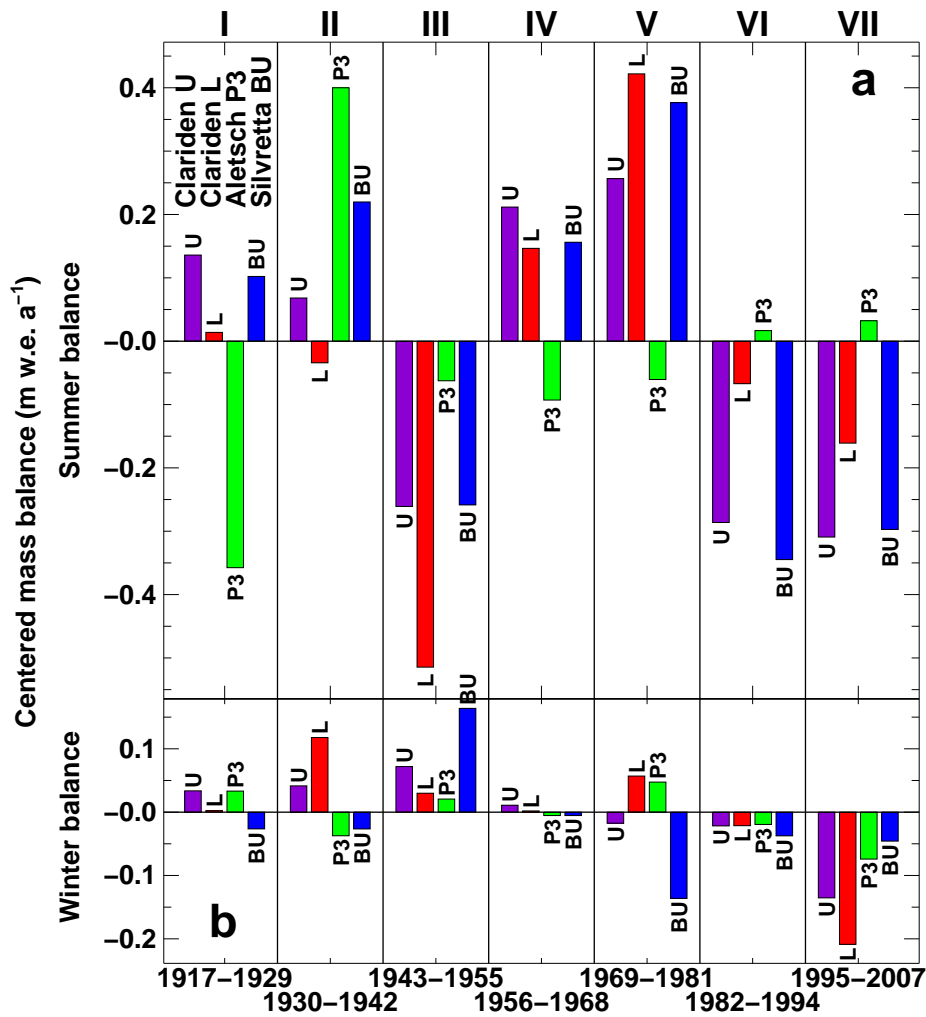 I II III IV V VI VII
a
Clariden U
Clariden L
Aletsch P3
Silvretta BU
Centered mass balance (m w.e. a−1)
Summer balance
0.4
0.2
−0.0
−0.2
−0.4
U L P3 BU
U L P3 BU
U L P3 BU
U L P3 BU
U L P3 BU
U L P3 BU
U L P3 BU
Winter balance
0.1
−0.0
−0.1
−0.2
U L P3 BU
U L P3 BU
U L P3 BU
U L P3 BU
U L P3 BU
U L P3 BU
U L P3 BU
b
1917−1929 1943−1955 1969−1981 1995−2007
1930−1942 1956−1968 1982−1994